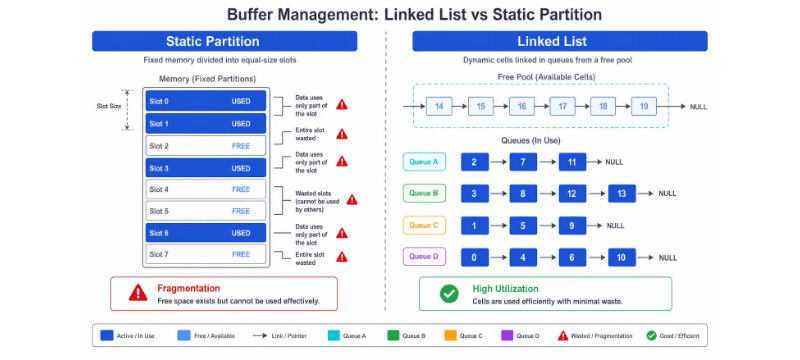 Buffer Management: Linked List vs Static Partition
Static Partition
Fixed memory divided into equal-size slots
Memory (Fixed Partitions)
Slot Size
Slot 0 USED
Slot 1 USED
Slot 2 FREE
Slot 3 USED
Slot 4 FREE
Slot 5 FREE
Slot 6 USED
Slot 7 FREE
Data uses
only part of
the slot
Entire slot
wasted
Data uses
only part of
the slot
Wasted slots
(cannot be used
by others)
Data uses
only part of
the slot
Entire slot
wasted
Fragmentation
Free space exists but cannot be used effectively.
Linked List
Dynamic cells linked in queues from a free pool
Free Pool (Available Cells)
14 15 16 17 18 19 NULL
Queues (In Use)
Queue A 2 7 11 NULL
Queue B 3 8 12 13 NULL
Queue C 1 5 9 NULL
Queue D 0 4 6 10 NULL
High Utilization
Cells are used efficiently with minimal waste.
Active / In Use Free / Available Link / Pointer Queue A Queue B Queue C Queue D Wasted / Fragmentation Good / Efficient